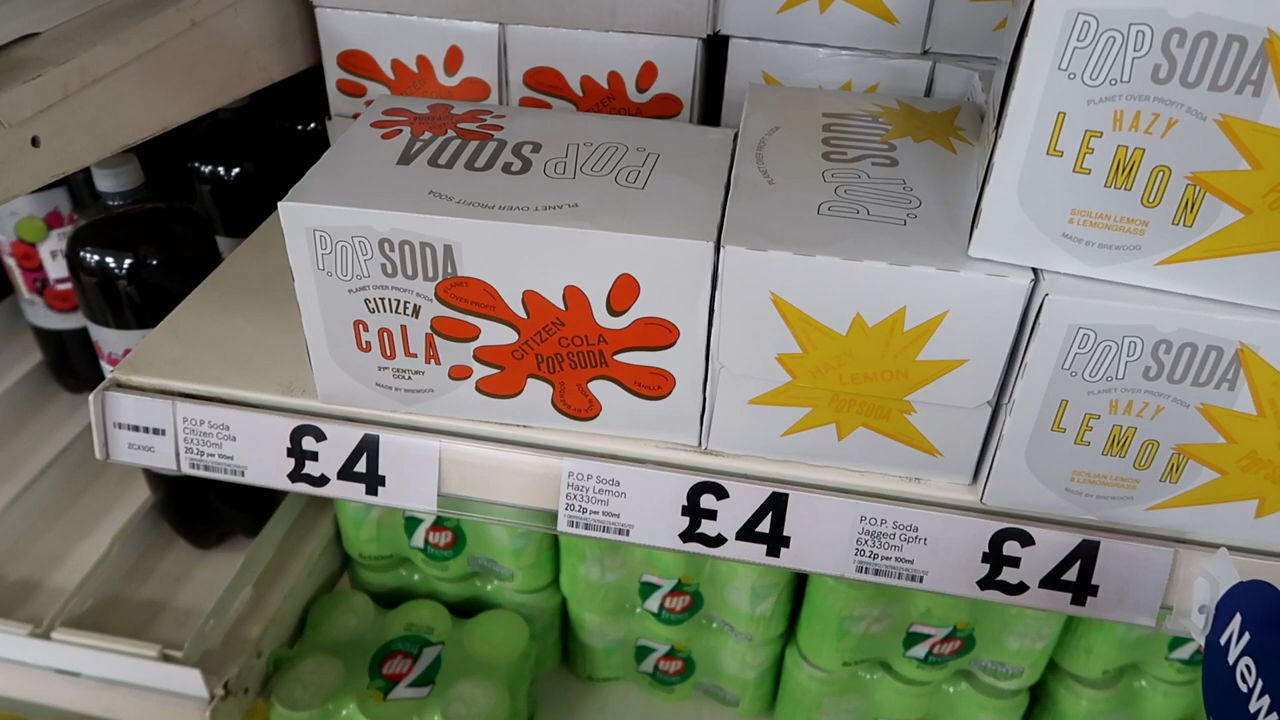 P.O.P SODA
PLANET OVER PROFIT SODA
P.O.P SODA
PLANET OVER PROFIT SODA
CITIZEN
COLA
21ST CENTURY
COLA
MADE BY BREWDOG
PLANET
OVER PROFIT
CITIZEN
COLA
POP SODA
VANILLA
P.O.P SODA
PLANET OVER PROFIT SODA
HAZY
LEMON
POP SODA
P.O.P SODA
PLANET OVER PROFIT SODA
HAZY
LEMON
SICILIAN LEMON
& LEMONGRASS
MADE BY BREWDOG
P.O.P SODA
PLANET OVER PROFIT SODA
HAZY
LEMON
SICILIAN LEMON
& LEMONGRASS
MADE BY BREWDOG
P.O.P Soda
Citizen Cola
6X330ml
20.2p per 100ml
£4
P.O.P Soda
Hazy Lemon
6X330ml
20.2p per 100ml
£4
P.O.P. Soda
Jagged Gpfrt
6X330ml
20.2p per 100ml
£4
7up
free
7up
7up
free
7up
7up
New